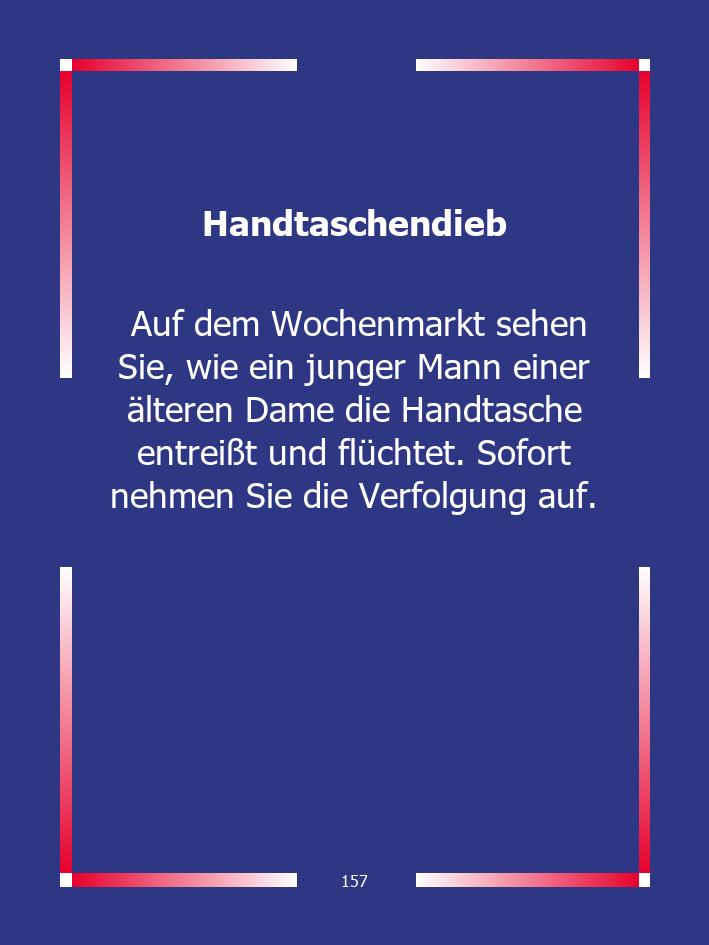 Handtaschendieb
Auf dem Wochenmarkt sehen
Sie, wie ein junger Mann einer
älteren Dame die Handtasche
entreißt und flüchtet. Sofort
nehmen Sie die Verfolgung auf.
157